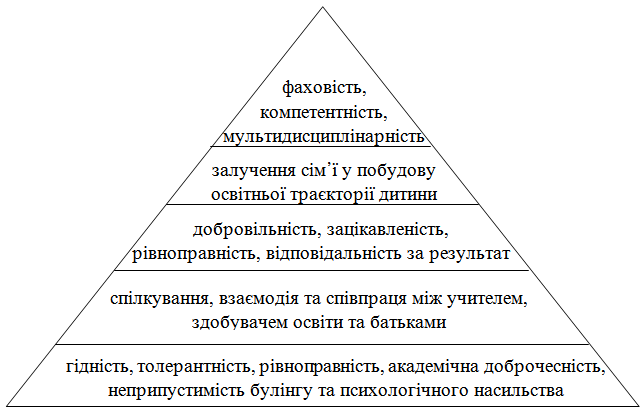 фаховість,
компетентність,
мультидисциплінарність
залучення сім’ї у побудову
освітньої траєкторії дитини
добровільність, зацікавленість,
рівноправність, відповідальність за результат
спілкування, взаємодія та співпраця між учителем,
здобувачем освіти та батьками
гідність, толерантність, рівноправність, академічна доброчесність,
неприпустимість булінгу та психологічного насильства